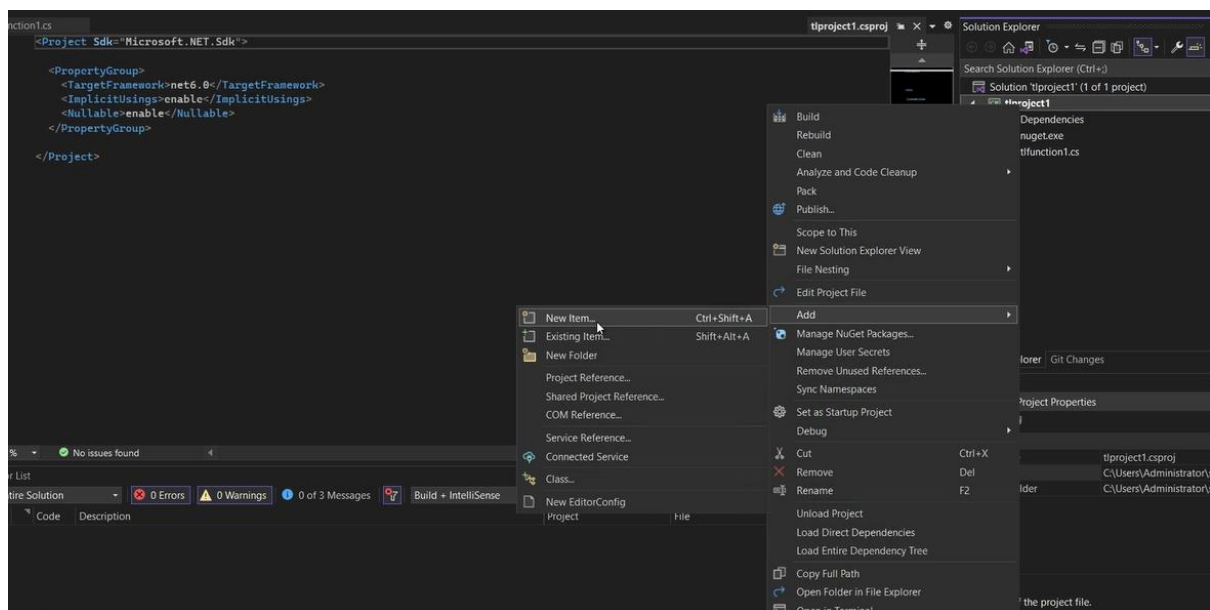 nction1.cs
tlproject1.csproj
Solution Explorer
<Project Sdk="Microsoft.NET.Sdk">
<PropertyGroup>
<TargetFramework>net6.0</TargetFramework>
<ImplicitUsings>enable</ImplicitUsings>
<Nullable>enable</Nullable>
</PropertyGroup>
</Project>
Search Solution Explorer (Ctrl+;)
Solution 'tlproject1' (1 of 1 project)
tlproject1
Dependencies
nuget.exe
tlfunction1.cs
Build
Rebuild
Clean
Analyze and Code Cleanup
Pack
Publish...
Scope to This
New Solution Explorer View
File Nesting
Edit Project File
Add
Manage NuGet Packages...
Manage User Secrets
Remove Unused References...
Sync Namespaces
Set as Startup Project
Debug
Cut Ctrl+X
Remove Del
Rename F2
Unload Project
Load Direct Dependencies
Load Entire Dependency Tree
Copy Full Path
Open Folder in File Explorer
Open in Terminal
New Item... Ctrl+Shift+A
Existing Item... Shift+Alt+A
New Folder
Project Reference...
Shared Project Reference...
COM Reference...
Service Reference...
Connected Service
Class...
New EditorConfig
lorer Git Changes
Project Properties
tlproject1.csproj
C:\Users\Administrator\
lder C:\Users\Administrator\
the project file.
% No issues found
or List
ntire Solution 0 Errors 0 Warnings 0 of 3 Messages Build + IntelliSense
Code Description Project File